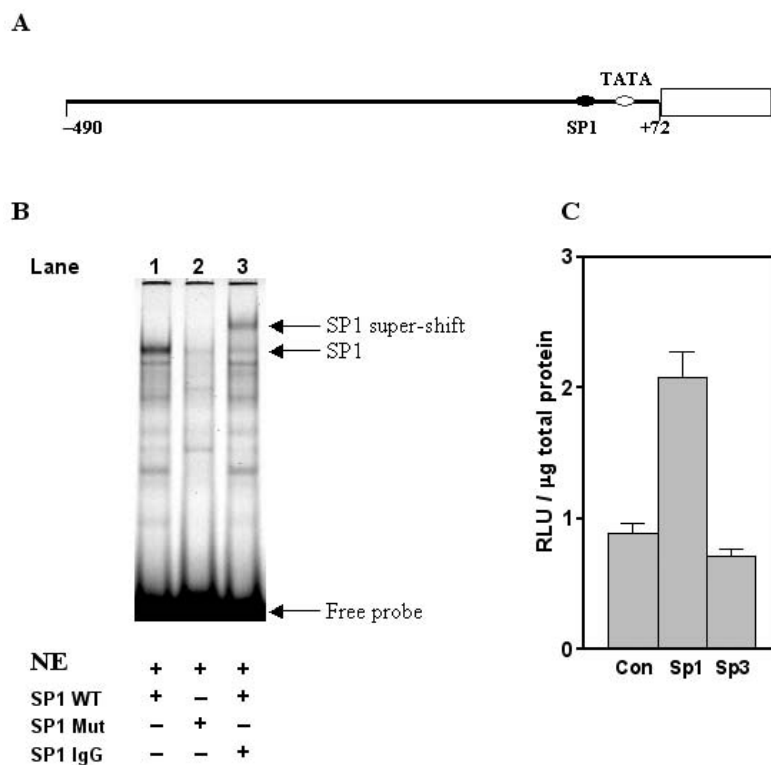 A
TATA
–490
SP1
+72
B
C
Lane 1 2 3
SP1 super-shift
SP1
Free probe
NE + + +
SP1 WT + – +
SP1 Mut – + –
SP1 IgG – – +
RLU / µg total protein
3
2
1
0
Con Sp1 Sp3